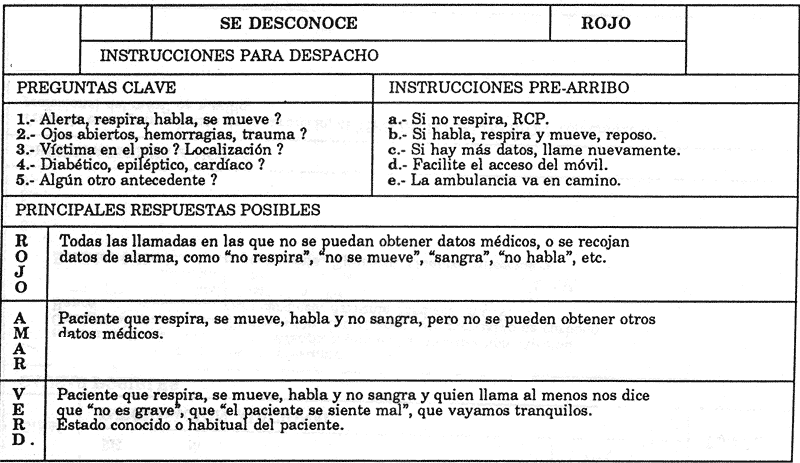 SE DESCONOCE ROJO
INSTRUCCIONES PARA DESPACHO
PREGUNTAS CLAVE
1.- Alerta, respira, habla, se mueve ?
2.- Ojos abiertos, hemorragias, trauma ?
3.- Víctima en el piso ? Localización ?
4.- Diabético, epiléptico, cardíaco ?
5.- Algún otro antecedente ?
INSTRUCCIONES PRE-ARRIBO
a.- Si no respira, RCP.
b.- Si habla, respira y mueve, reposo.
c.- Si hay más datos, llame nuevamente.
d.- Facilite el acceso del móvil.
e.- La ambulancia va en camino.
PRINCIPALES RESPUESTAS POSIBLES
R
O
J
O
Todas las llamadas en las que no se puedan obtener datos médicos, o se recojan
datos de alarma, como “no respira”, “no se mueve”, “sangra”, “no habla”, etc.
A
M
A
R
Paciente que respira, se mueve, habla y no sangra, pero no se pueden obtener otros
datos médicos.
V
E
R
D.
Paciente que respira, se mueve, habla y no sangra y quien llama al menos nos dice
que “no es grave”, que “el paciente se siente mal”, que vayamos tranquilos.
Estado conocido o habitual del paciente.